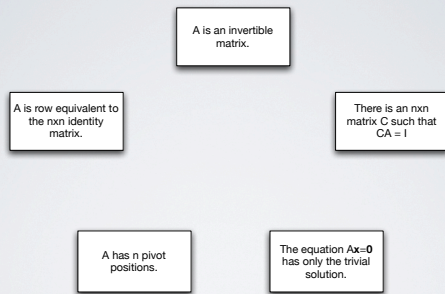 A is an invertible
matrix.
A is row equivalent to
the nxn identity
matrix.
There is an nxn
matrix C such that
CA = I
A has n pivot
positions.
The equation Ax=0
has only the trivial
solution.